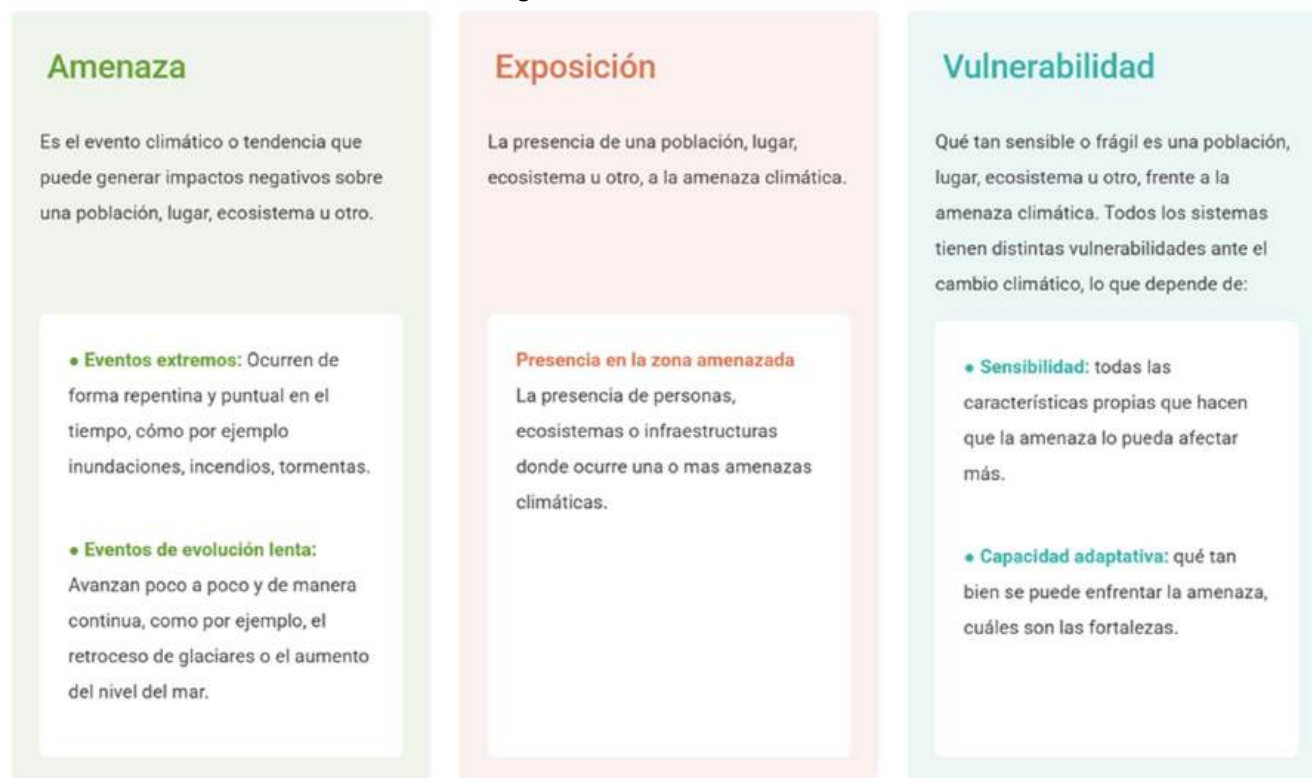 Amenaza
Es el evento climático o tendencia que
puede generar impactos negativos sobre
una población, lugar, ecosistema u otro.
• Eventos extremos: Ocurren de
forma repentina y puntual en el
tiempo, cómo por ejemplo
inundaciones, incendios, tormentas.
• Eventos de evolución lenta:
Avanzan poco a poco y de manera
continua, como por ejemplo, el
retroceso de glaciares o el aumento
del nivel del mar.
Exposición
La presencia de una población, lugar,
ecosistema u otro, a la amenaza climática.
Presencia en la zona amenazada
La presencia de personas,
ecosistemas o infraestructuras
donde ocurre una o mas amenazas
climáticas.
Vulnerabilidad
Qué tan sensible o frágil es una población,
lugar, ecosistema u otro, frente a la
amenaza climática. Todos los sistemas
tienen distintas vulnerabilidades ante el
cambio climático, lo que depende de:
• Sensibilidad: todas las
características propias que hacen
que la amenaza lo pueda afectar
más.
• Capacidad adaptativa: qué tan
bien se puede enfrentar la amenaza,
cuáles son las fortalezas.